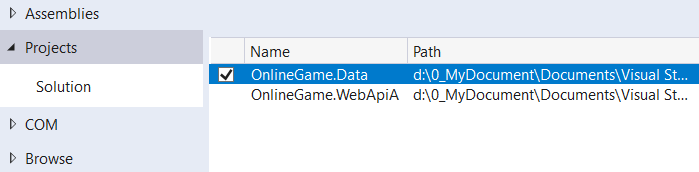 Assemblies
Projects
Solution
COM
Browse
Name Path
OnlineGame.Data d:\0_MyDocument\Documents\Visual St...
OnlineGame.WebApiA d:\0_MyDocument\Documents\Visual St...